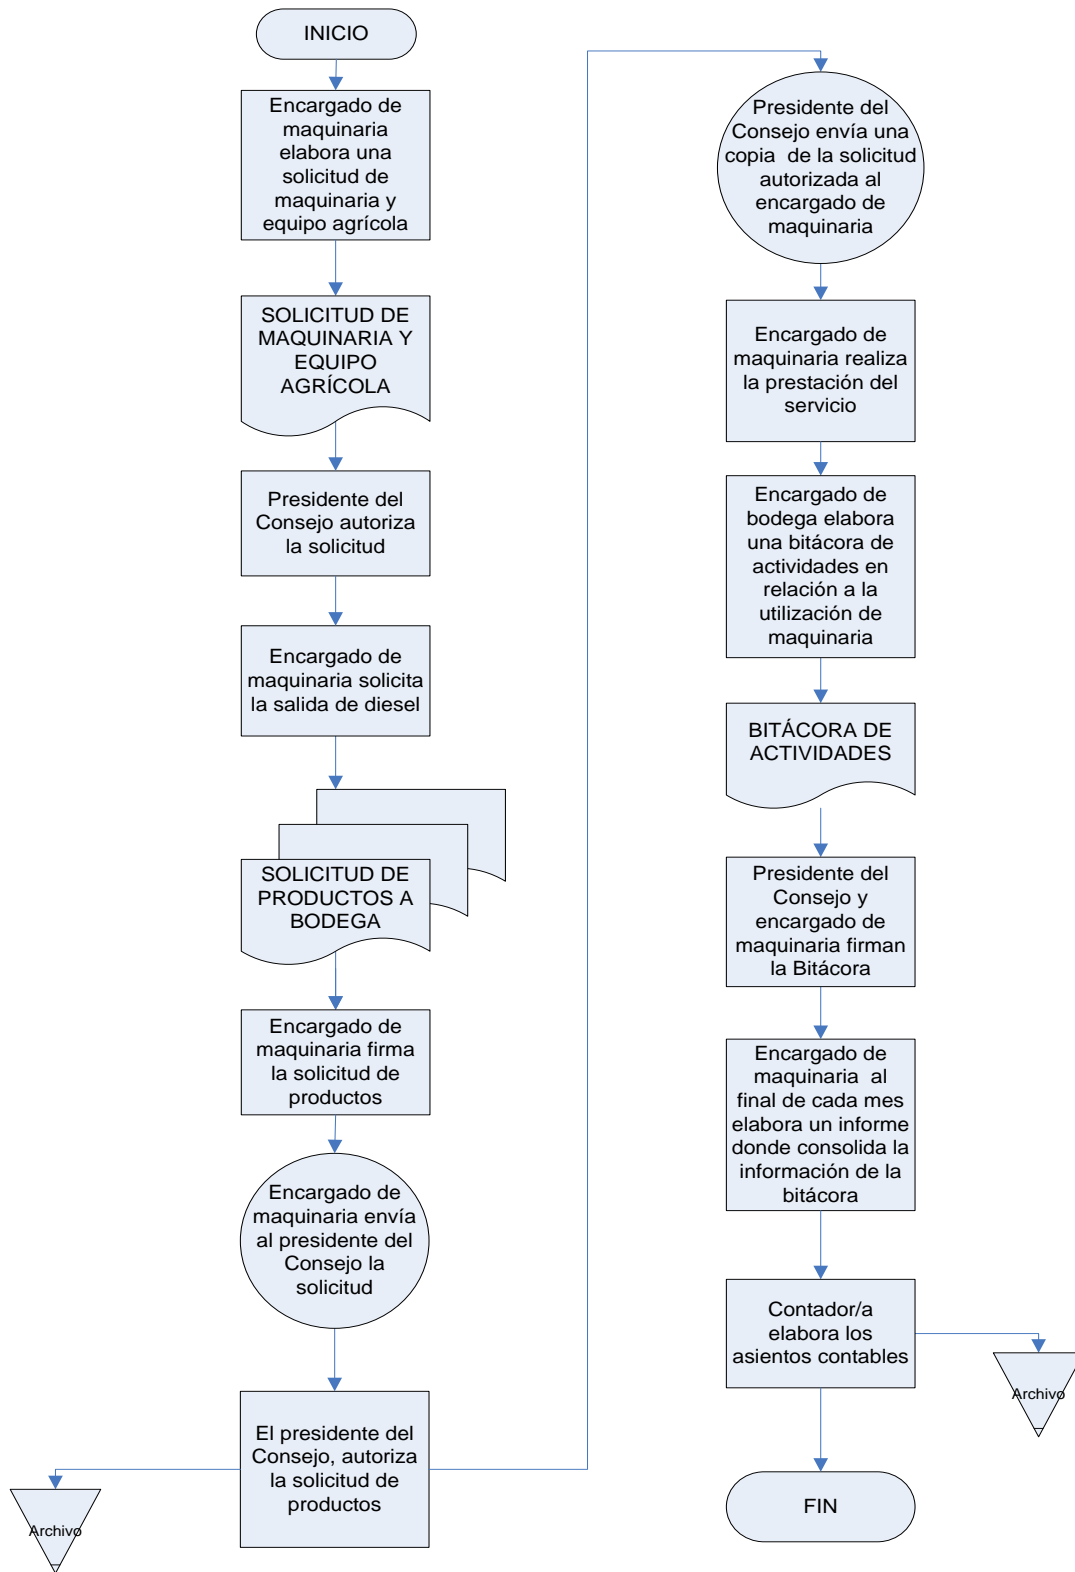 INICIO
Encargado de
maquinaria
elabora una
solicitud de
maquinaria y
equipo agrícola
SOLICITUD DE
MAQUINARIA Y
EQUIPO
AGRÍCOLA
Presidente del
Consejo autoriza
la solicitud
Encargado de
maquinaria solicita
la salida de diesel
SOLICITUD DE
PRODUCTOS A
BODEGA
Encargado de
maquinaria firma
la solicitud de
productos
Encargado de
maquinaria envía
al presidente del
Consejo la
solicitud
El presidente del
Consejo, autoriza
la solicitud de
productos
Archivo
Presidente del
Consejo envía una
copia de la solicitud
autorizada al
encargado de
maquinaria
Encargado de
maquinaria realiza
la prestación del
servicio
Encargado de
bodega elabora
una bitácora de
actividades en
relación a la
utilización de
maquinaria
BITÁCORA DE
ACTIVIDADES
Presidente del
Consejo y
encargado de
maquinaria firman
la Bitácora
Encargado de
maquinaria al
final de cada mes
elabora un informe
donde consolida la
información de la
bitácora
Contador/a
elabora los
asientos contables
Archivo
FIN